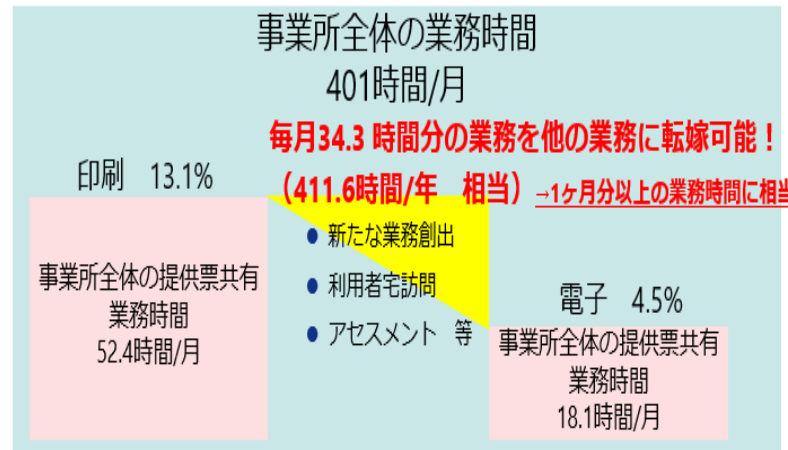 事業所全体の業務時間
401時間/月
毎月34.3 時間分の業務を他の業務に転嫁可能！
（411.6時間/年　相当）→1ヶ月分以上の業務時間に相当
印刷　13.1%
事業所全体の提供票共有
業務時間
52.4時間/月
● 新たな業務創出
● 利用者宅訪問
● アセスメント　等
電子　4.5%
事業所全体の提供票共有
業務時間
18.1時間/月